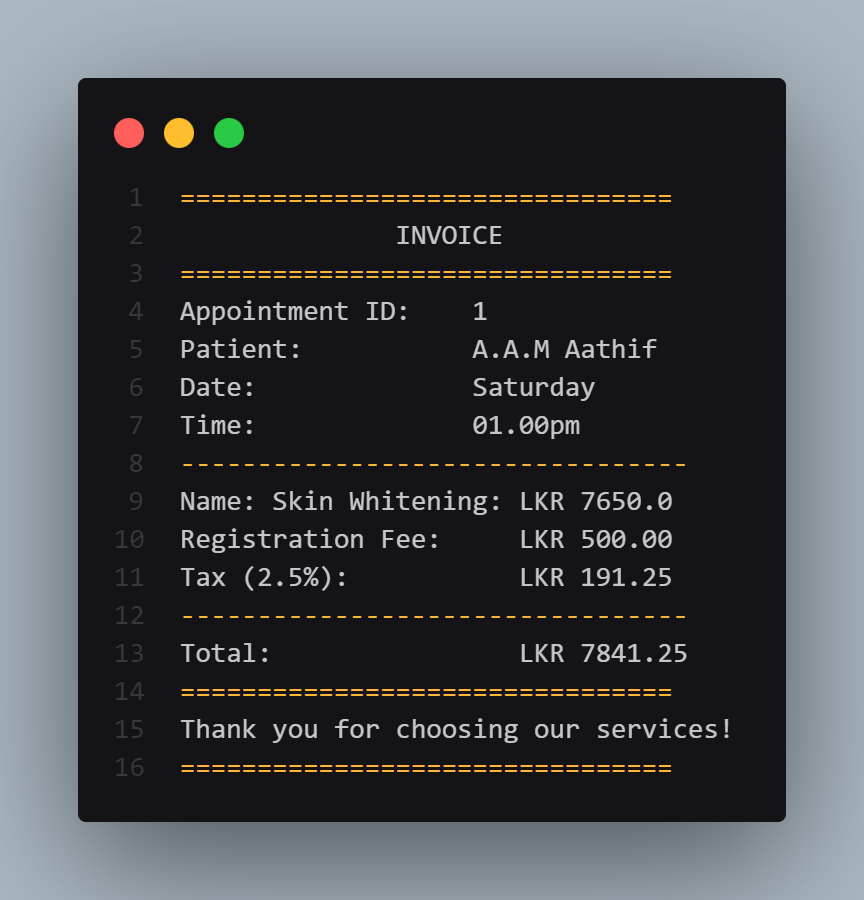 1 ================================
2 INVOICE
3 ================================
4 Appointment ID: 1
5 Patient: A.A.M Aathif
6 Date: Saturday
7 Time: 01.00pm
8 ---------------------------------
9 Name: Skin Whitening: LKR 7650.0
10 Registration Fee: LKR 500.00
11 Tax (2.5%): LKR 191.25
12 ---------------------------------
13 Total: LKR 7841.25
14 ================================
15 Thank you for choosing our services!
16 ================================